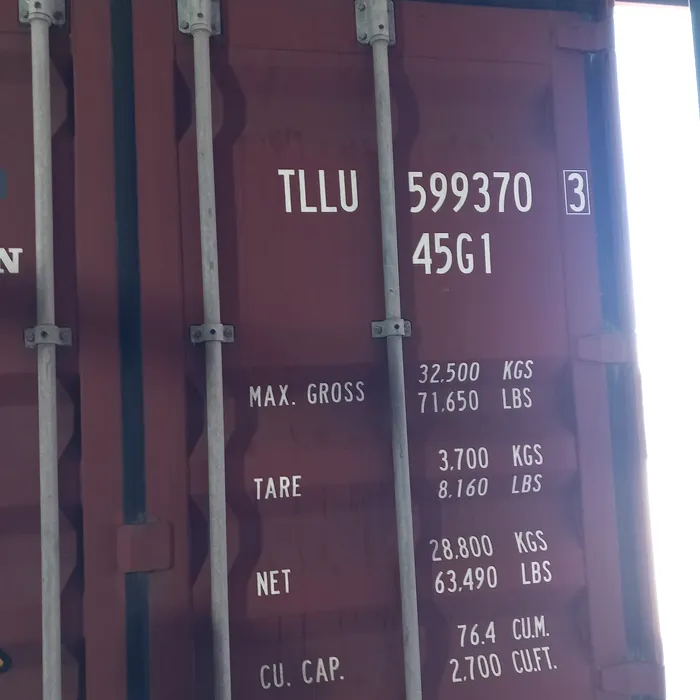 TLLU 599370 3
45G1
N
MAX. GROSS 32.500 KGS
71,650 LBS
TARE 3,700 KGS
8,160 LBS
NET 28,800 KGS
63,490 LBS
CU. CAP. 76.4 CU.M.
2,700 CU.FT.